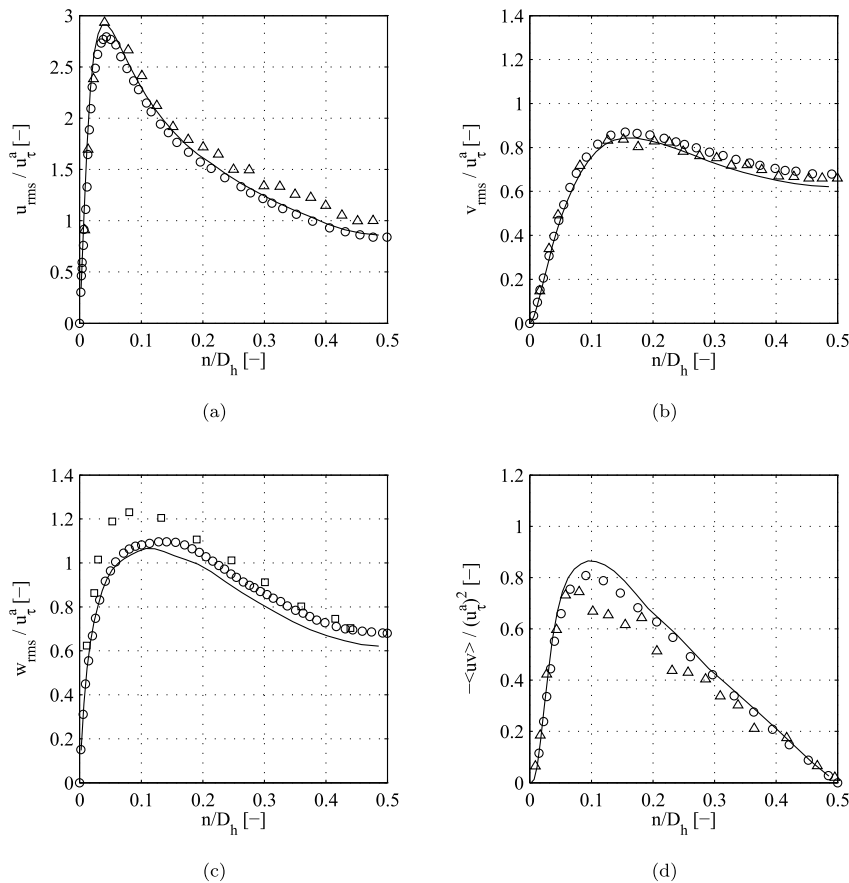 3
2.5
2
1.5
1
0.5
0
u_rms / u_τ^a [−]
0 0.1 0.2 0.3 0.4 0.5
n/D_h [−]
(a)
1.4
1.2
1
0.8
0.6
0.4
0.2
0
v_rms / u_τ^a [−]
0 0.1 0.2 0.3 0.4 0.5
n/D_h [−]
(b)
1.4
1.2
1
0.8
0.6
0.4
0.2
0
w_rms / u_τ^a [−]
0 0.1 0.2 0.3 0.4 0.5
n/D_h [−]
(c)
1.2
1
0.8
0.6
0.4
0.2
0
−<uv> / (u_τ^a)^2 [−]
0 0.1 0.2 0.3 0.4 0.5
n/D_h [−]
(d)